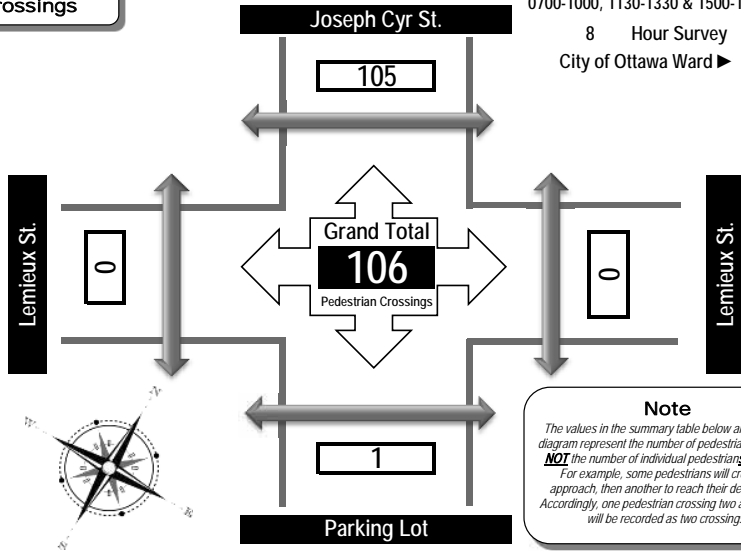 rossings
Joseph Cyr St.
0700-1000, 1130-1330 & 1500-1
8 Hour Survey
City of Ottawa Ward ►
105
Lemieux St.
0
Grand Total
106
Pedestrian Crossings
0
Lemieux St.
N
W
E
S
1
Parking Lot
Note
The values in the summary table below a
diagram represent the number of pedestria
NOT the number of individual pedestrians
For example, some pedestrians will cr
approach, then another to reach their de
Accordingly, one pedestrian crossing two a
will be recorded as two crossing